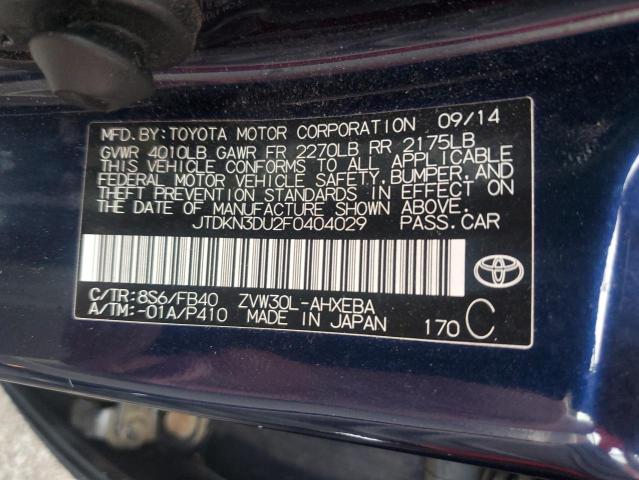 MFD. BY: TOYOTA MOTOR CORPORATION 09/14
GVWR 4010LB GAWR FR 2270LB RR 2175LB
THIS VEHICLE CONFORMS TO ALL APPLICABLE
FEDERAL MOTOR VEHICLE SAFETY, BUMPER, AND
THEFT PREVENTION STANDARDS IN EFFECT ON
THE DATE OF MANUFACTURE SHOWN ABOVE.
JTDKN3DU2F0404029 PASS. CAR
C/TR: 8S6/FB40 ZVW30L-AHXEBA
A/TM: -01A/P410 MADE IN JAPAN 170 C